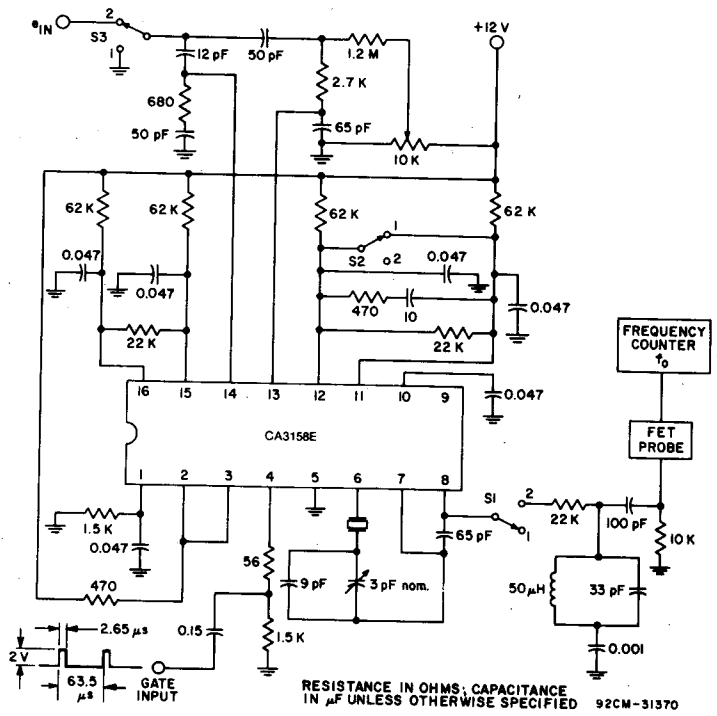 eIN
2
S3
1
12 pF
50 pF
1.2 M
+12 V
680
2.7 K
50 pF
65 pF
10 K
62 K
62 K
62 K
62 K
1
S2
2
0.047
0.047
0.047
0.047
470
10
22 K
22 K
16
15
14
13
12
11
10
9
0.047
CA3158E
1
2
3
4
5
6
7
8
FREQUENCY
COUNTER
fo
FET
PROBE
1.5 K
0.047
470
56
9 pF
3 pF nom.
65 pF
S1
2
1
22 K
100 pF
10 K
50 μH
33 pF
0.001
2.65 μs
2 V
63.5
μs
0.15
1.5 K
GATE
INPUT
RESISTANCE IN OHMS; CAPACITANCE
IN μF UNLESS OTHERWISE SPECIFIED 92CM-31370